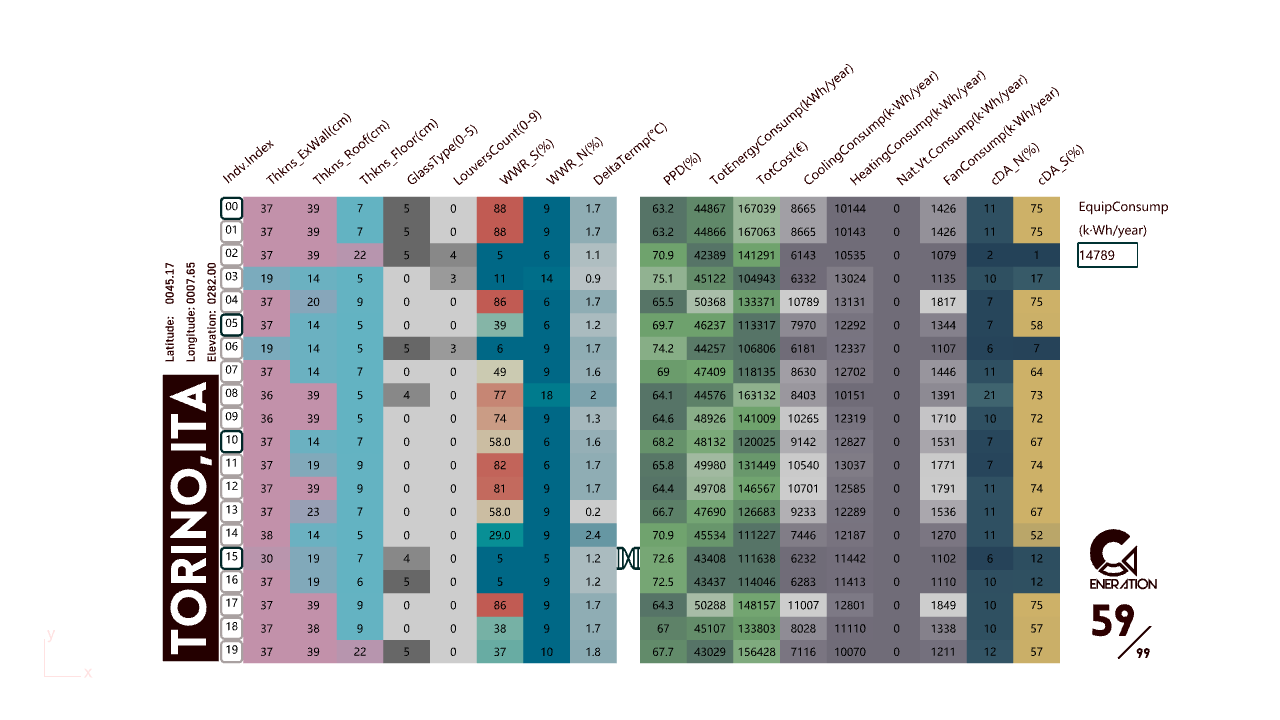 Indv.Index Thkns_ExWall(cm) Thkns_Roof(cm) Thkns_Floor(cm) GlassType(0-5) LouversCount(0-9) WWR_S(%) WWR_N(%) DeltaTermp(°C) PPD(%) TotEnergyConsump(kWh/year) TotCost(€) CoolingConsump(k·Wh/year) HeatingConsump(k·Wh/year) Nat.Vt.Consump(k·Wh/year) FanConsump(k·Wh/year) cDA_N(%) cDA_S(%)
00 37 39 7 5 0 88 9 1.7 63.2 44867 167039 8665 10144 0 1426 11 75
01 37 39 7 5 0 88 9 1.7 63.2 44866 167063 8665 10143 0 1426 11 75
02 37 39 22 5 4 5 6 1.1 70.9 42389 141291 6143 10535 0 1079 2 1
03 19 14 5 0 3 11 14 0.9 75.1 45122 104943 6332 13024 0 1135 10 17
04 37 20 9 0 0 86 6 1.7 65.5 50368 133371 10789 13131 0 1817 7 75
05 37 14 5 0 0 39 6 1.2 69.7 46237 113317 7970 12292 0 1344 7 58
06 19 14 5 5 3 6 9 1.7 74.2 44257 106806 6181 12337 0 1107 6 7
07 37 14 7 0 0 49 9 1.6 69 47409 118135 8630 12702 0 1446 11 64
08 36 39 5 4 0 77 18 2 64.1 44576 163132 8403 10151 0 1391 21 73
09 36 39 5 0 0 74 9 1.3 64.6 48926 141009 10265 12319 0 1710 10 72
10 37 14 7 0 0 58.0 6 1.6 68.2 48132 120025 9142 12827 0 1531 7 67
11 37 19 9 0 0 82 6 1.7 65.8 49980 131449 10540 13037 0 1771 7 74
12 37 39 9 0 0 81 9 1.7 64.4 49708 146567 10701 12585 0 1791 11 74
13 37 23 7 0 0 58.0 9 0.2 66.7 47690 126683 9233 12289 0 1536 11 67
14 38 14 5 0 0 29.0 9 2.4 70.9 45534 111227 7446 12187 0 1270 11 52
15 30 19 7 4 0 5 5 1.2 72.6 43408 111638 6232 11442 0 1102 6 12
16 37 19 6 5 0 5 9 1.2 72.5 43437 114046 6283 11413 0 1110 10 12
17 37 39 9 0 0 86 9 1.7 64.3 50288 148157 11007 12801 0 1849 10 75
18 37 38 9 0 0 38 9 1.7 67 45107 133803 8028 11110 0 1338 10 57
19 37 39 22 5 0 37 10 1.8 67.7 43029 156428 7116 10070 0 1211 12 57
EquipConsump
(k·Wh/year)
14789
Latitude: 0045.17
Longitude: 0007.65
Elevation: 0282.00
TORINO,ITA
ENERATION
59/99
y
x